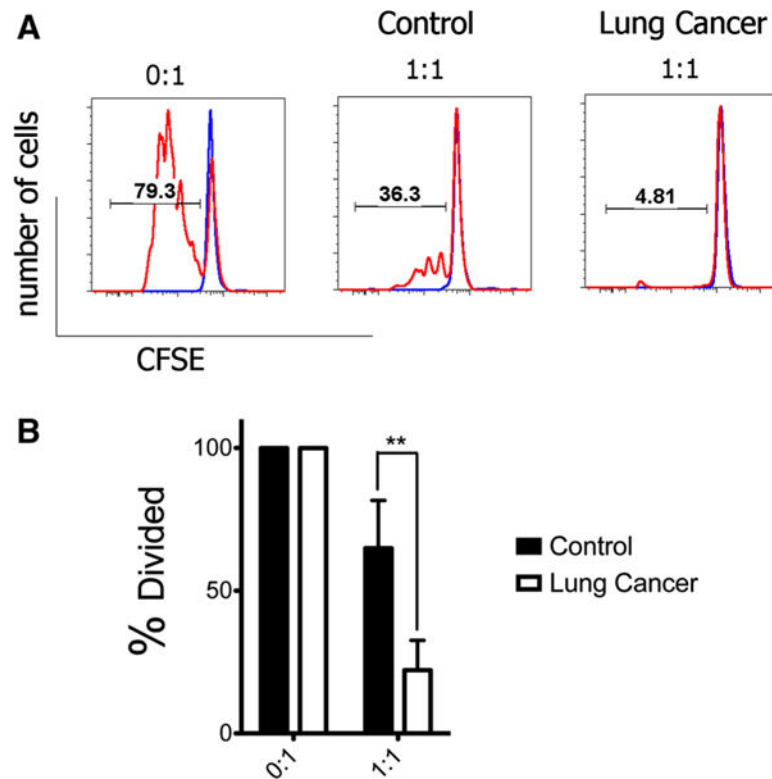 A
Control
Lung Cancer
0:1
1:1
1:1
number of cells
79.3
36.3
4.81
CFSE
B
% Divided
100
50
0
**
Control
Lung Cancer
0:1
1:1